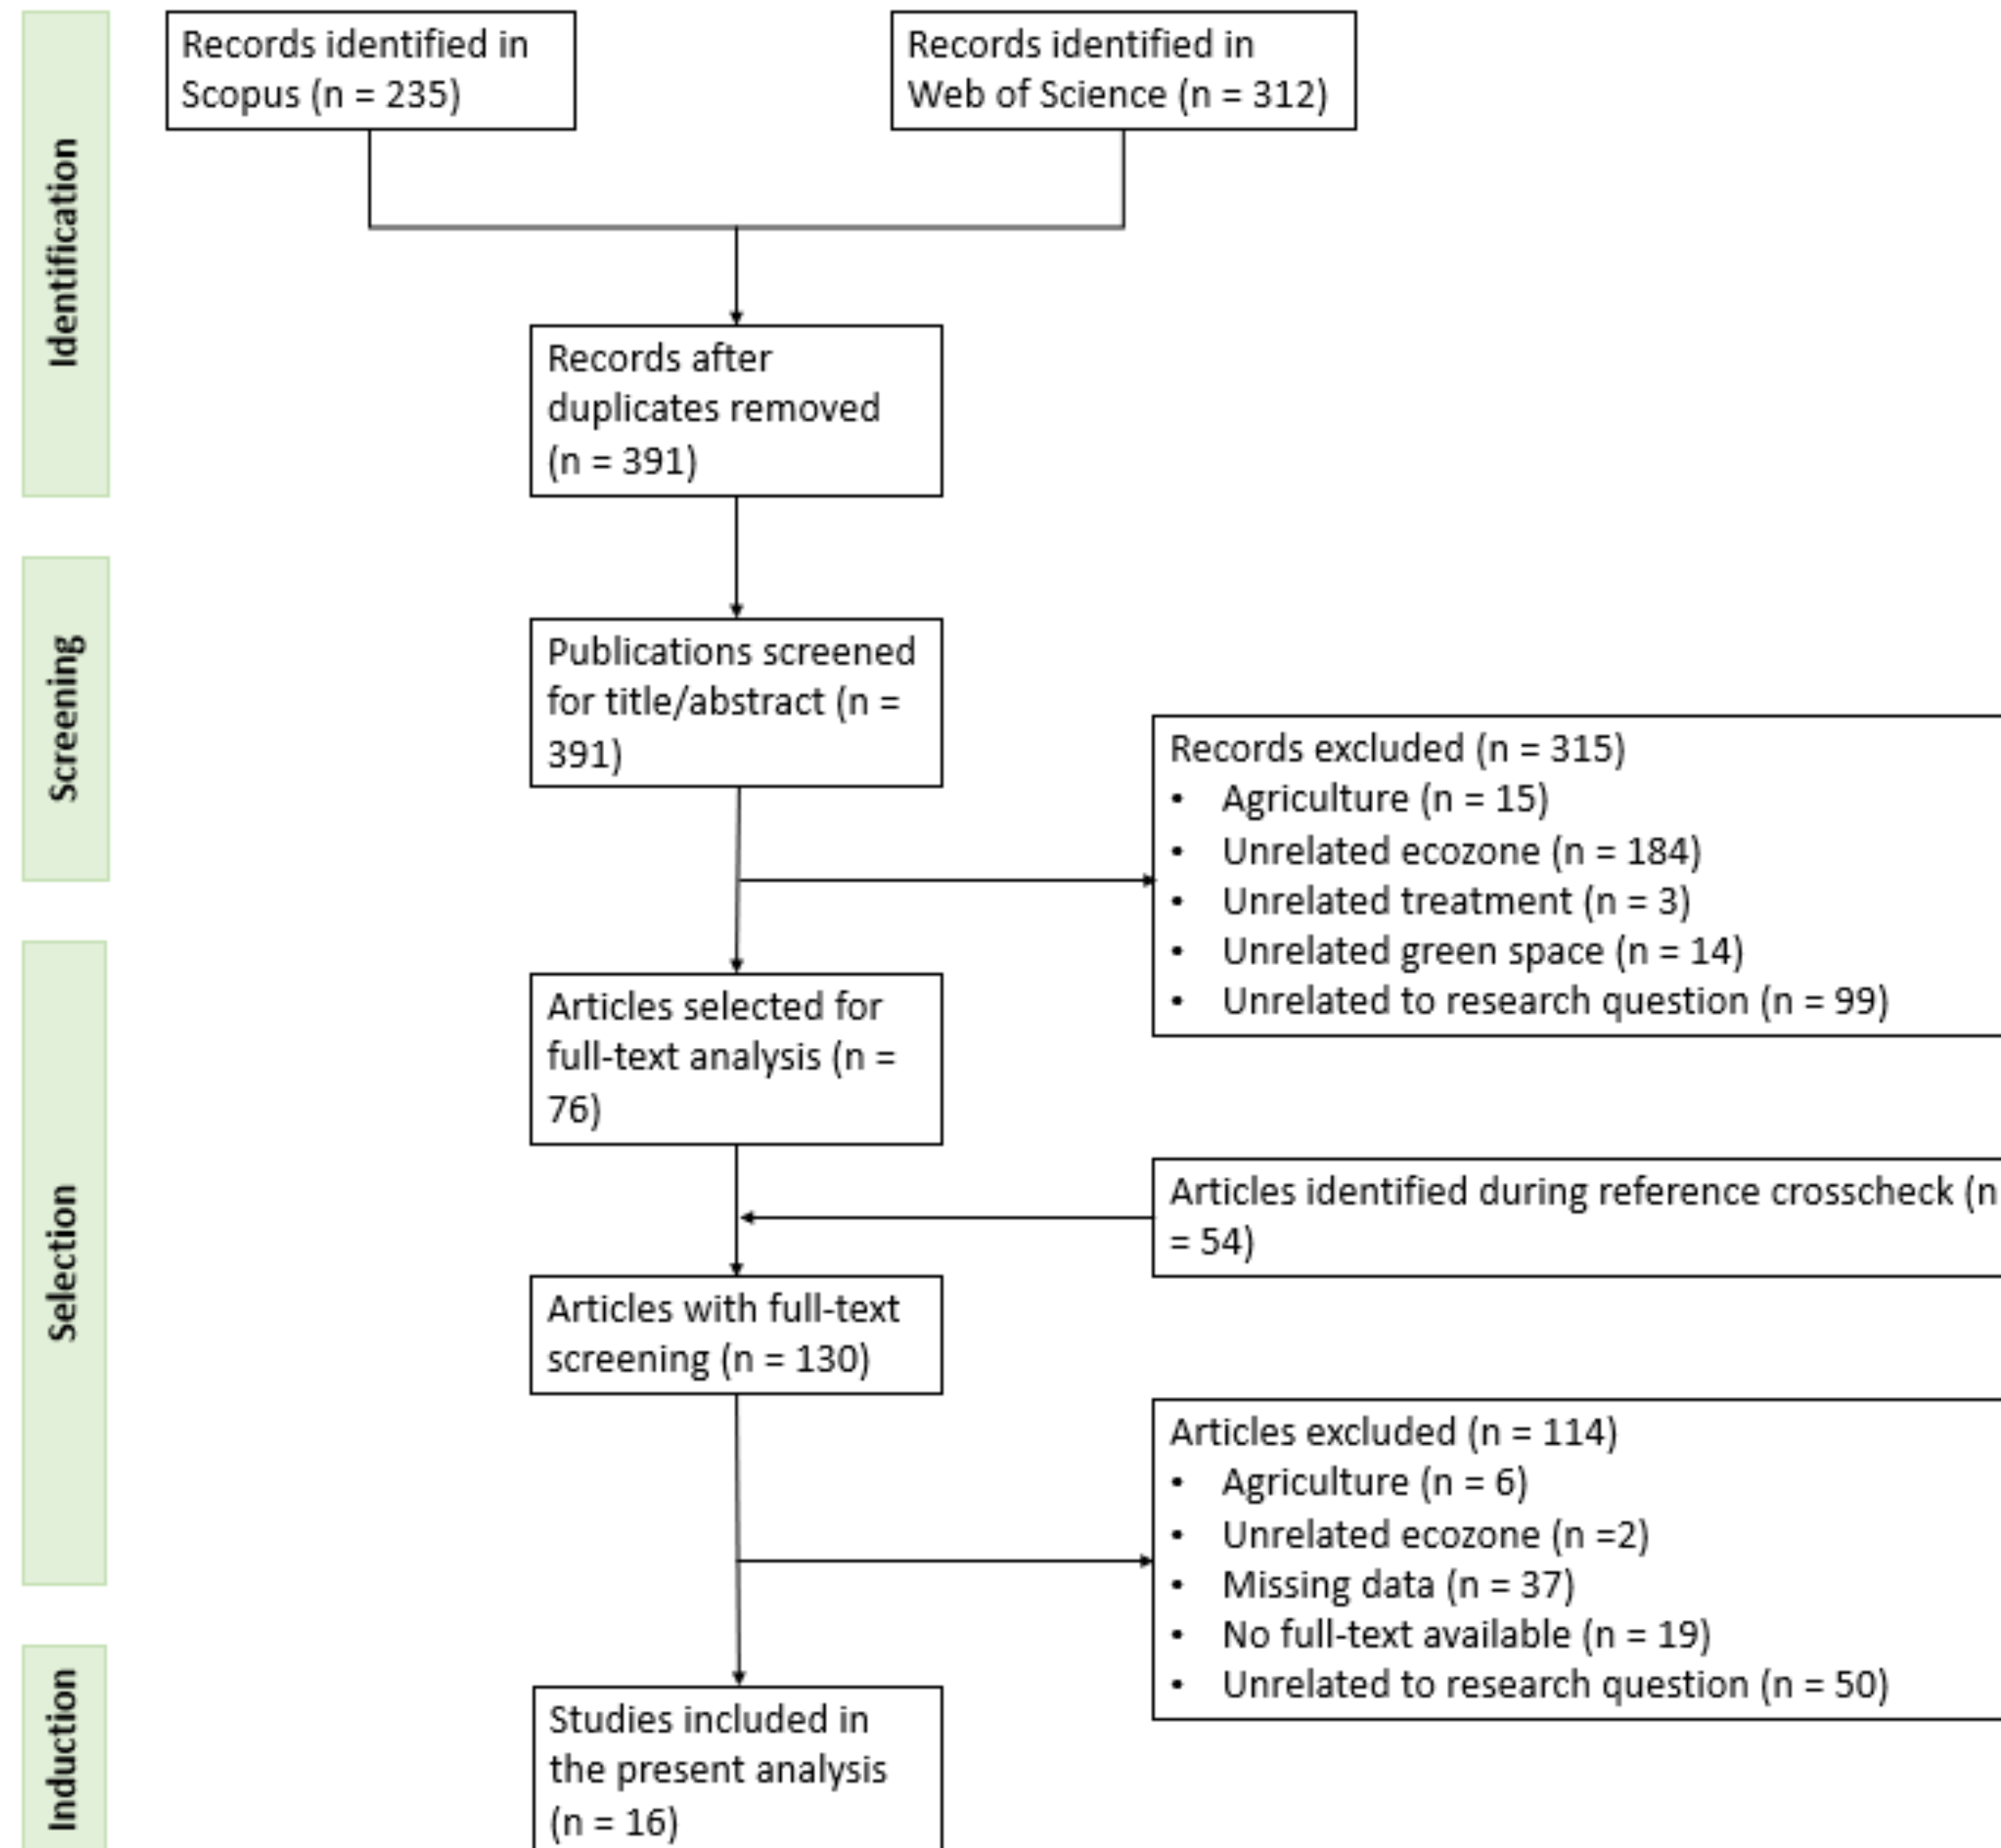 Identification
Records identified in
Scopus (n = 235)
Records identified in
Web of Science (n = 312)
Records after
duplicates removed
(n = 391)
Screening
Publications screened
for title/abstract (n =
391)
Records excluded (n = 315)
• Agriculture (n = 15)
• Unrelated ecozone (n = 184)
• Unrelated treatment (n = 3)
• Unrelated green space (n = 14)
• Unrelated to research question (n = 99)
Selection
Articles selected for
full-text analysis (n =
76)
Articles identified during reference crosscheck (n
= 54)
Articles with full-text
screening (n = 130)
Articles excluded (n = 114)
• Agriculture (n = 6)
• Unrelated ecozone (n =2)
• Missing data (n = 37)
• No full-text available (n = 19)
• Unrelated to research question (n = 50)
Induction
Studies included in
the present analysis
(n = 16)